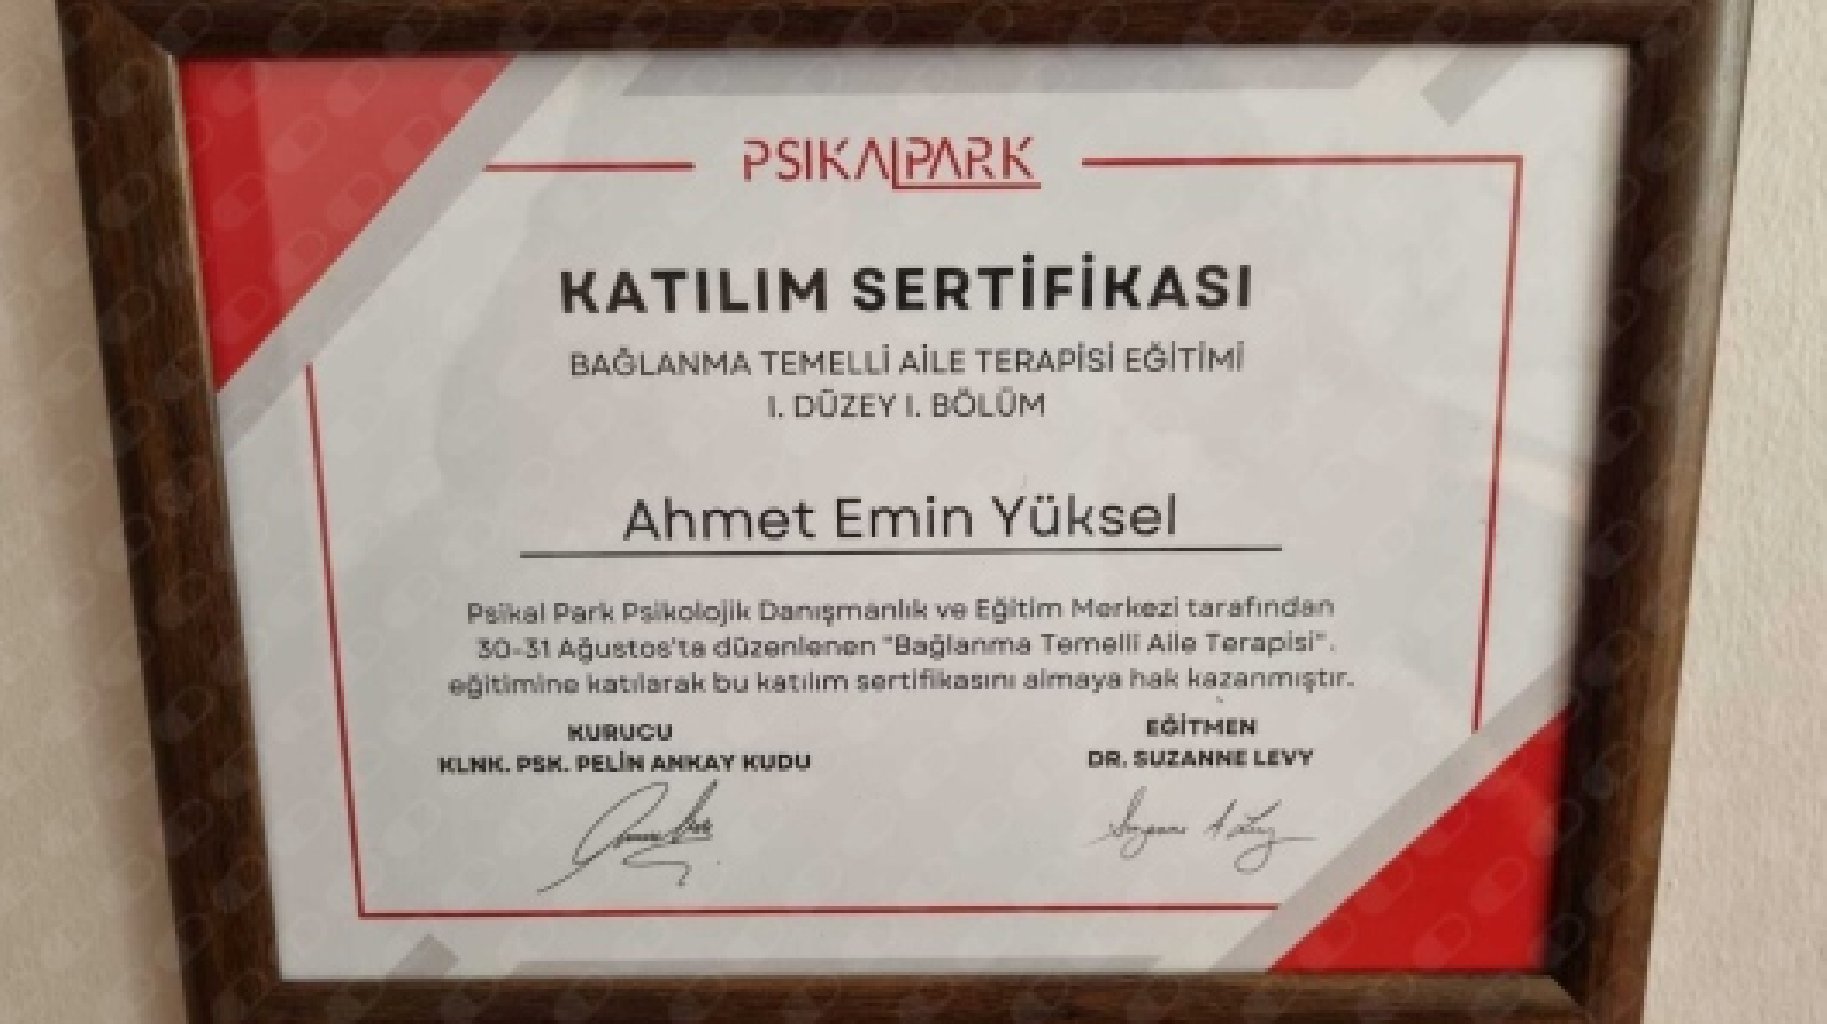 PSIKALPARK
KATILIM SERTİFİKASI
BAĞLANMA TEMELLİ AİLE TERAPİSİ EĞİTİMİ
I. DÜZEY I. BÖLÜM
Ahmet Emin Yüksel
Psikal Park Psikolojik Danışmanlık ve Eğitim Merkezi tarafından
30-31 Ağustos'ta düzenlenen "Bağlanma Temelli Aile Terapisi".
eğitimine katılarak bu katılım sertifikasını almaya hak kazanmıştır.
KURUCU
KLNK. PSK. PELİN ANKAY KUDU
EĞİTMEN
DR. SUZANNE LEVY
Suzanne A Levy